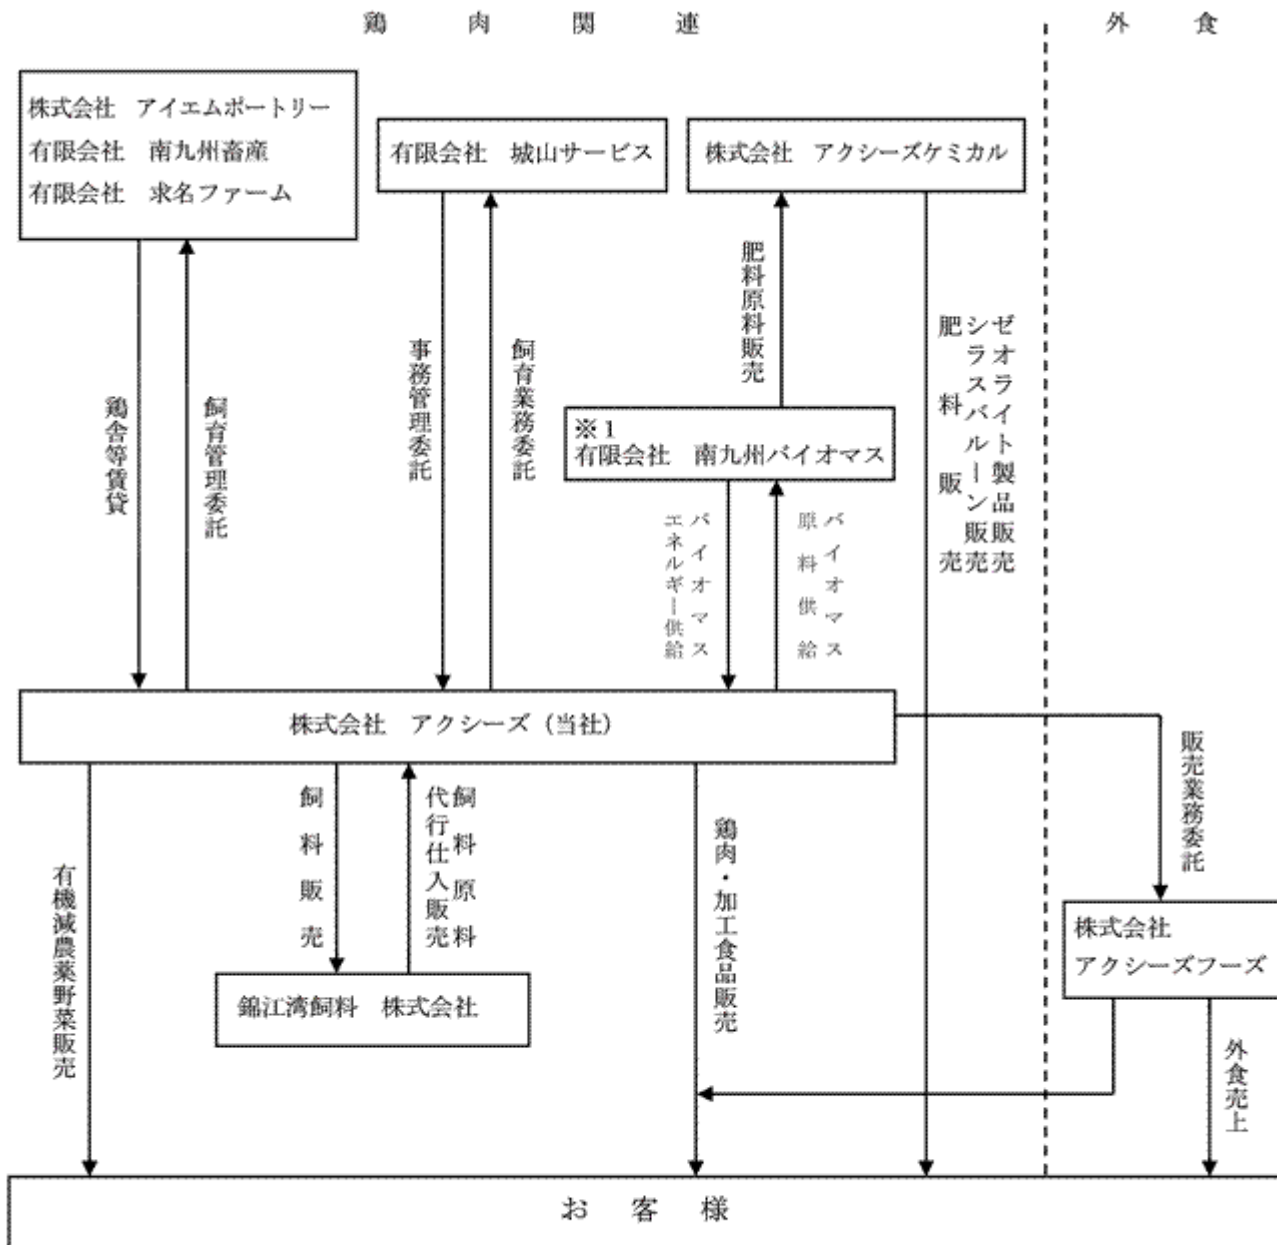 鶏肉関連
外食
株式会社　アイエムポートリー
有限会社　南九州畜産
有限会社　求名ファーム
有限会社　城山サービス
株式会社　アクシーズケミカル
鶏舎等賃貸
飼育管理委託
事務管理委託
飼育業務委託
肥料原料販売
ゼオライト製品販売
シラスバルーン販売
肥料販売
※1
有限会社　南九州バイオマス
バイオマス
エネルギー供給
バイオマス
原料供給
株式会社　アクシーズ（当社）
販売業務委託
有機減農薬野菜販売
飼料販売
飼料原料
代行仕入販売
鶏肉・加工食品販売
錦江湾飼料　株式会社
株式会社
アクシーズフーズ
外食売上
お客様